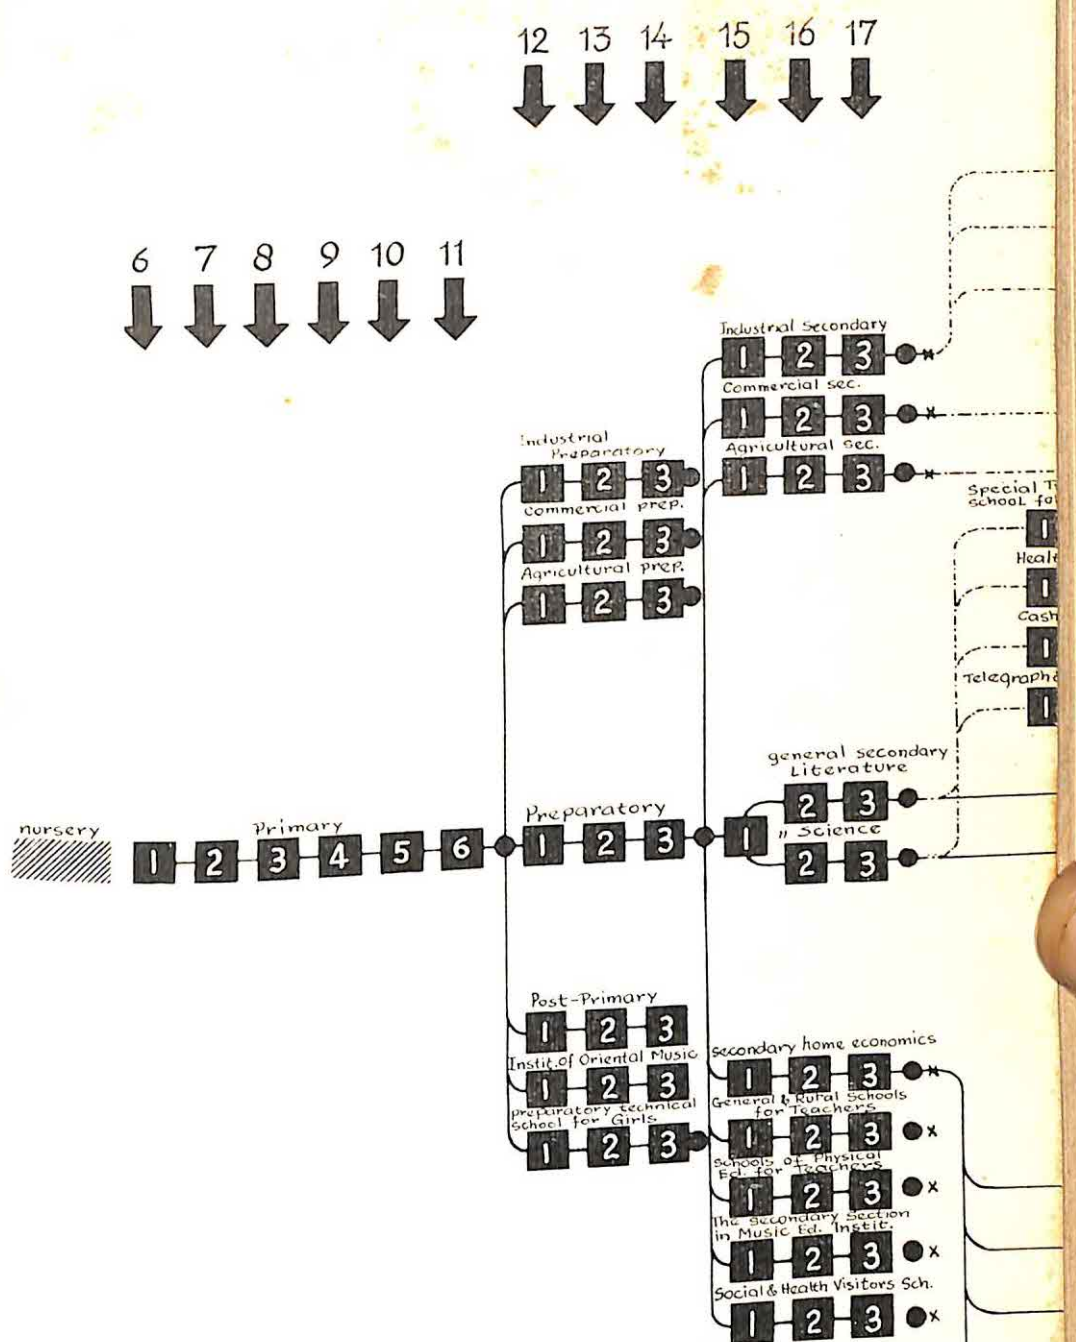 12 13 14 15 16 17
6 7 8 9 10 11
Industrial Secondary
1 2 3
Commercial sec.
1 2 3
Agricultural Sec.
1 2 3
Industrial
Preparatory
1 2 3
Commercial prep.
1 2 3
Agricultural prep.
1 2 3
Special
School
1
1
1
1
general secondary
Literature
2 3
nursery
Primary
1 2 3 4 5 6
Preparatory
1 2 3
1
" Science
2 3
Post-Primary
1 2 3
Instit. of Oriental Music
1 2 3
preparatory technical
School for Girls
1 2 3
Secondary home economics
1 2 3
General & Rural Schools
for Teachers
1 2 3
Schools of Physical
Ed. for Teachers
1 2 3
The Secondary Section
in Music Ed. Instit.
1 2 3
Social & Health Visitors Sch.
1 2 3